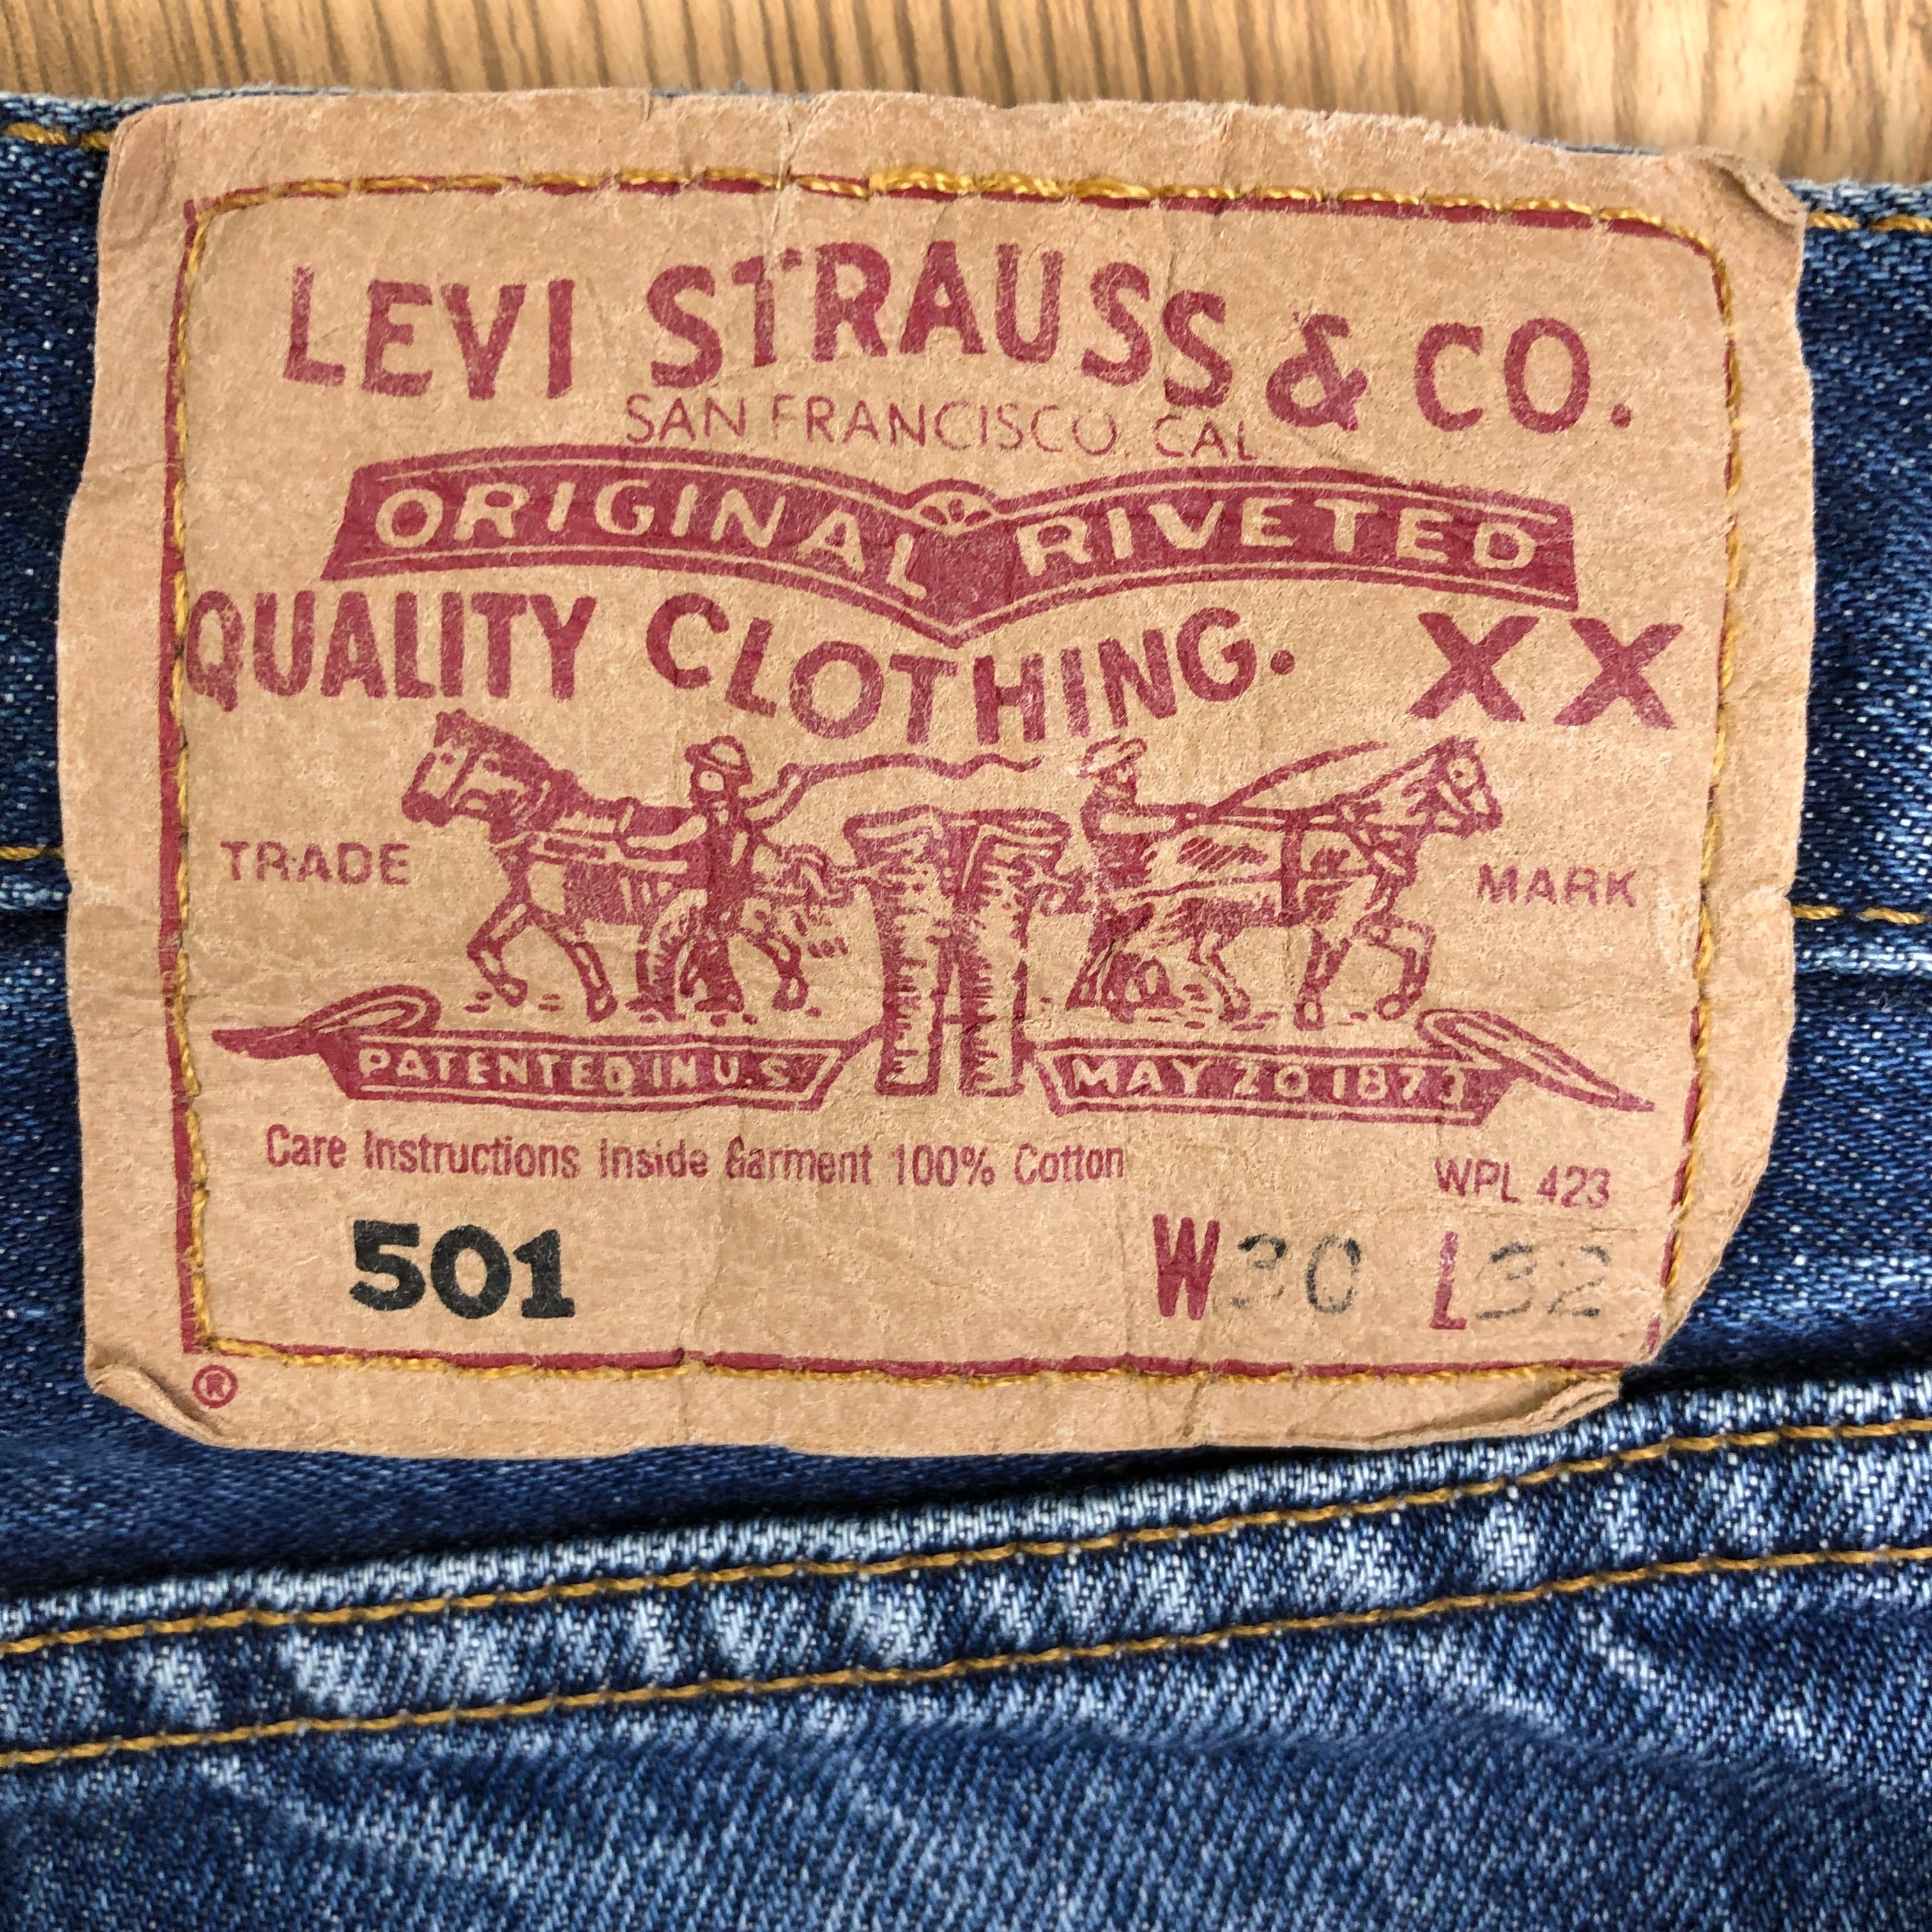 LEVI STRAUSS & CO.
SAN FRANCISCO, CAL
ORIGINAL RIVETED
QUALITY CLOTHING. XX
TRADE MARK
PATENTED IN U.S. MAY 20 1873
Care Instructions Inside Garment 100% Cotton WPL 423
501 W30 L32
®